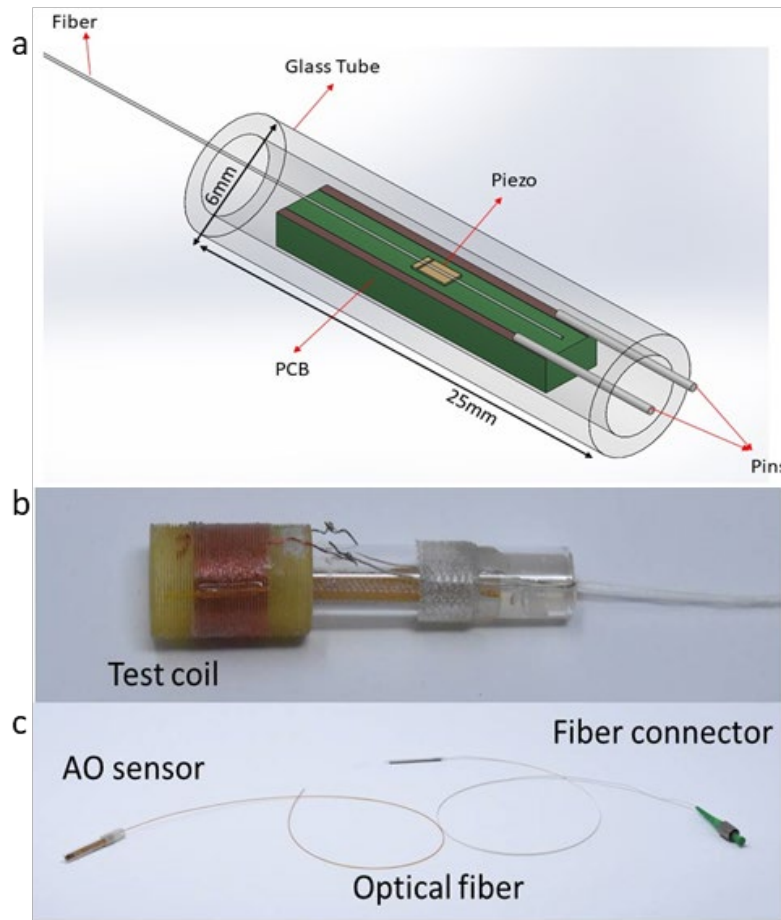 a
Fiber
Glass Tube
6mm
Piezo
PCB
25mm
Pins
b
Test coil
c
Fiber connector
AO sensor
Optical fiber